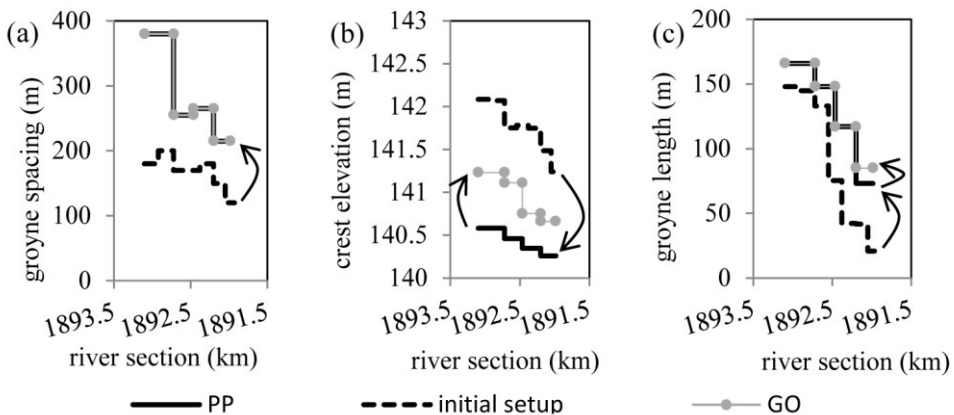 (a)
groyne spacing (m)
400
300
200
100
0
1893.5
1892.5
1891.5
river section (km)
(b)
crest elevation (m)
143
142.5
142
141.5
141
140.5
140
1893.5
1892.5
1891.5
river section (km)
(c)
groyne length (m)
200
150
100
50
0
1893.5
1892.5
1891.5
river section (km)
PP
initial setup
GO